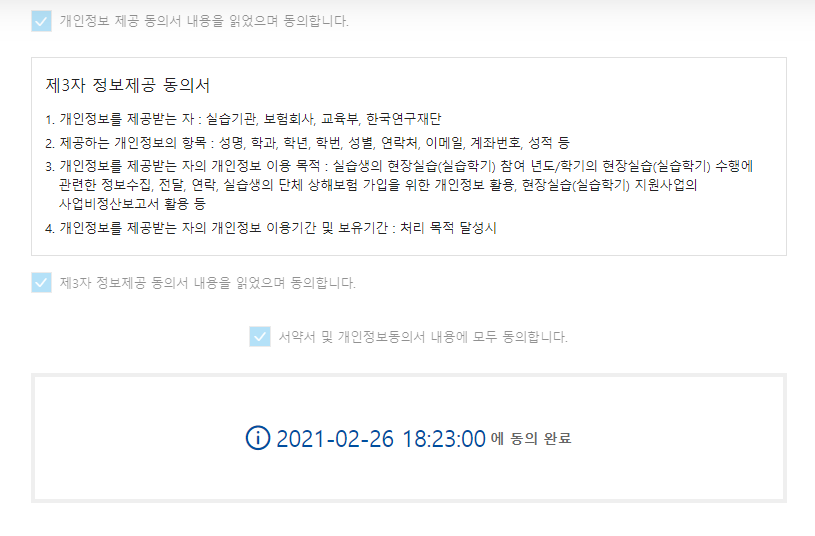 개인정보 제공 동의서 내용을 읽었으며 동의합니다.
제3자 정보제공 동의서
1. 개인정보를 제공받는 자 : 실습기관, 보험회사, 교육부, 한국연구재단
2. 제공하는 개인정보의 항목 : 성명, 학과, 학년, 학번, 성별, 연락처, 이메일, 계좌번호, 성적 등
3. 개인정보를 제공받는 자의 개인정보 이용 목적 : 실습생의 현장실습(실습학기) 참여 년도/학기의 현장실습(실습학기) 수행에
관련한 정보수집, 전달, 연락, 실습생의 단체 상해보험 가입을 위한 개인정보 활용, 현장실습(실습학기) 지원사업의
사업비정산보고서 활용 등
4. 개인정보를 제공받는 자의 개인정보 이용기간 및 보유기간 : 처리 목적 달성시
제3자 정보제공 동의서 내용을 읽었으며 동의합니다.
서약서 및 개인정보동의서 내용에 모두 동의합니다.
2021-02-26 18:23:00 에 동의 완료